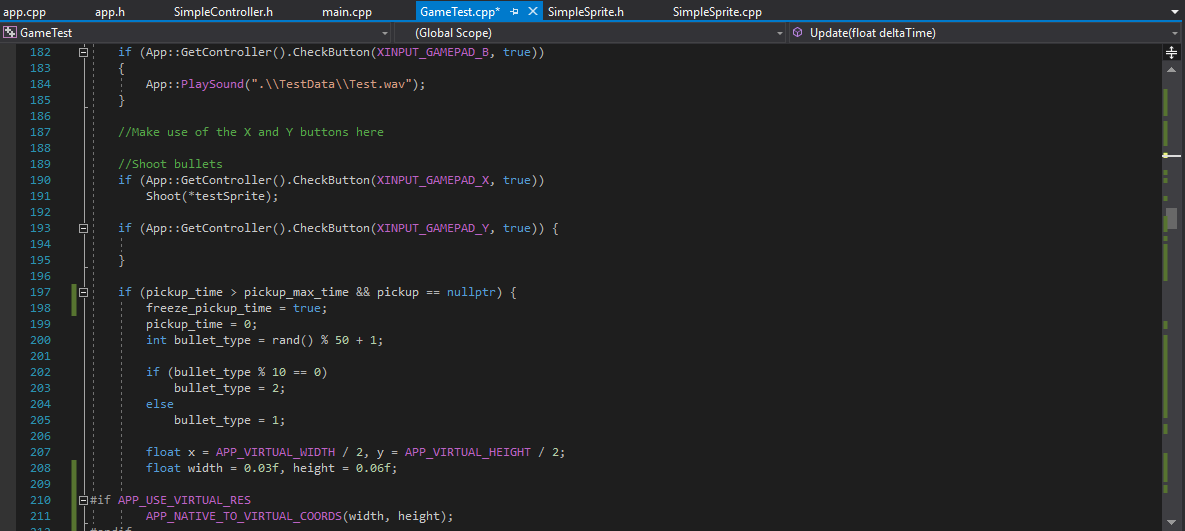 app.cpp app.h SimpleController.h main.cpp GameTest.cpp* SimpleSprite.h SimpleSprite.cpp
GameTest (Global Scope) Update(float deltaTime)
182 if (App::GetController().CheckButton(XINPUT_GAMEPAD_B, true))
183 {
184 App::PlaySound(".\\TestData\\Test.wav");
185 }
186
187 //Make use of the X and Y buttons here
188
189 //Shoot bullets
190 if (App::GetController().CheckButton(XINPUT_GAMEPAD_X, true))
191 Shoot(*testSprite);
192
193 if (App::GetController().CheckButton(XINPUT_GAMEPAD_Y, true)) {
194
195 }
196
197 if (pickup_time > pickup_max_time && pickup == nullptr) {
198 freeze_pickup_time = true;
199 pickup_time = 0;
200 int bullet_type = rand() % 50 + 1;
201
202 if (bullet_type % 10 == 0)
203 bullet_type = 2;
204 else
205 bullet_type = 1;
206
207 float x = APP_VIRTUAL_WIDTH / 2, y = APP_VIRTUAL_HEIGHT / 2;
208 float width = 0.03f, height = 0.06f;
209
210 #if APP_USE_VIRTUAL_RES
211 APP_NATIVE_TO_VIRTUAL_COORDS(width, height);
212 #endif